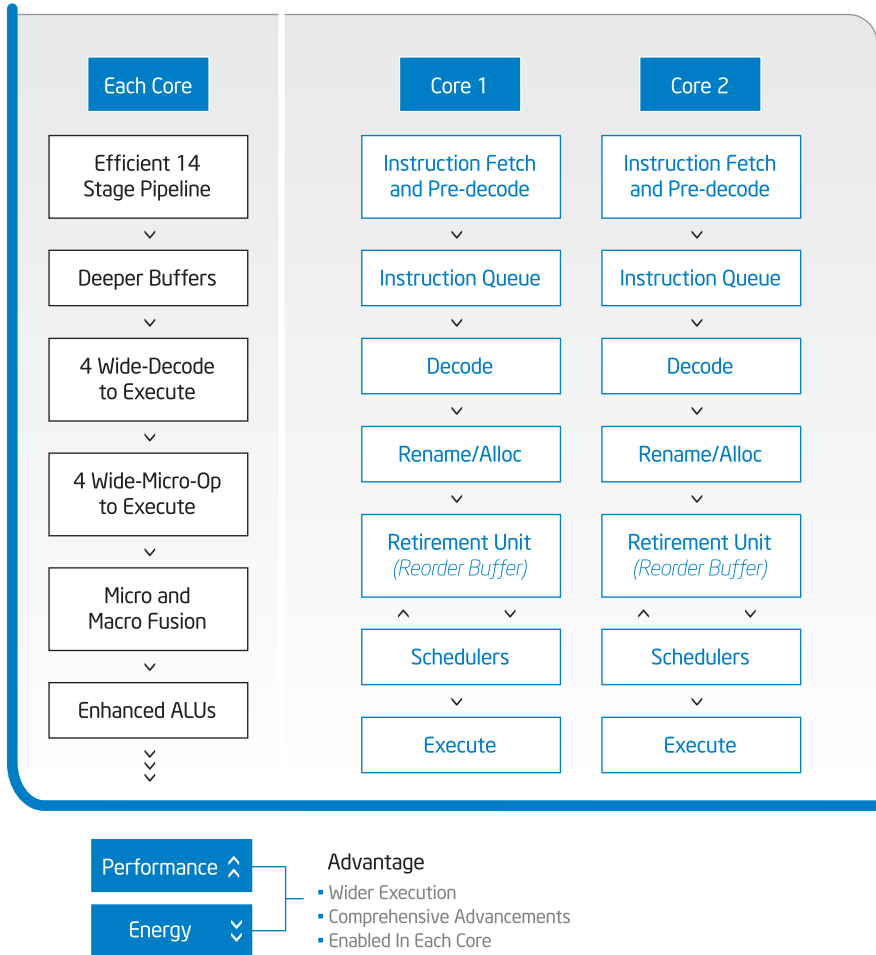 Each Core
Efficient 14
Stage Pipeline
Deeper Buffers
4 Wide-Decode
to Execute
4 Wide-Micro-Op
to Execute
Micro and
Macro Fusion
Enhanced ALUs
Core 1
Instruction Fetch
and Pre-decode
Instruction Queue
Decode
Rename/Alloc
Retirement Unit
(Reorder Buffer)
Schedulers
Execute
Core 2
Instruction Fetch
and Pre-decode
Instruction Queue
Decode
Rename/Alloc
Retirement Unit
(Reorder Buffer)
Schedulers
Execute
Performance
Energy
Advantage
▪ Wider Execution
▪ Comprehensive Advancements
▪ Enabled In Each Core